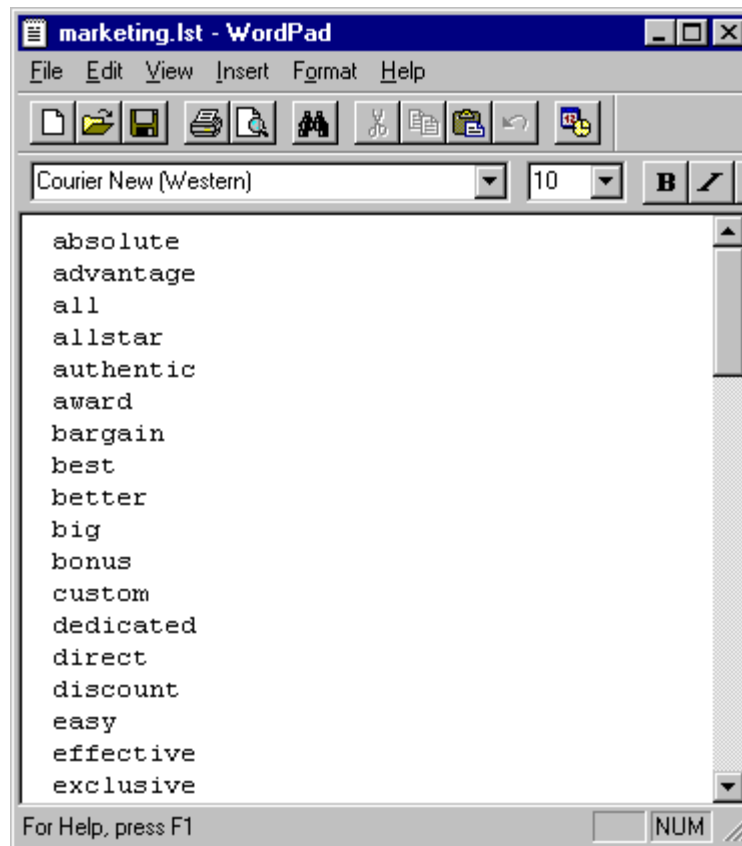 marketing.lst - WordPad
File Edit View Insert Format Help
Courier New (Western) 10 B I
absolute
advantage
all
allstar
authentic
award
bargain
best
better
big
bonus
custom
dedicated
direct
discount
easy
effective
exclusive
For Help, press F1 NUM